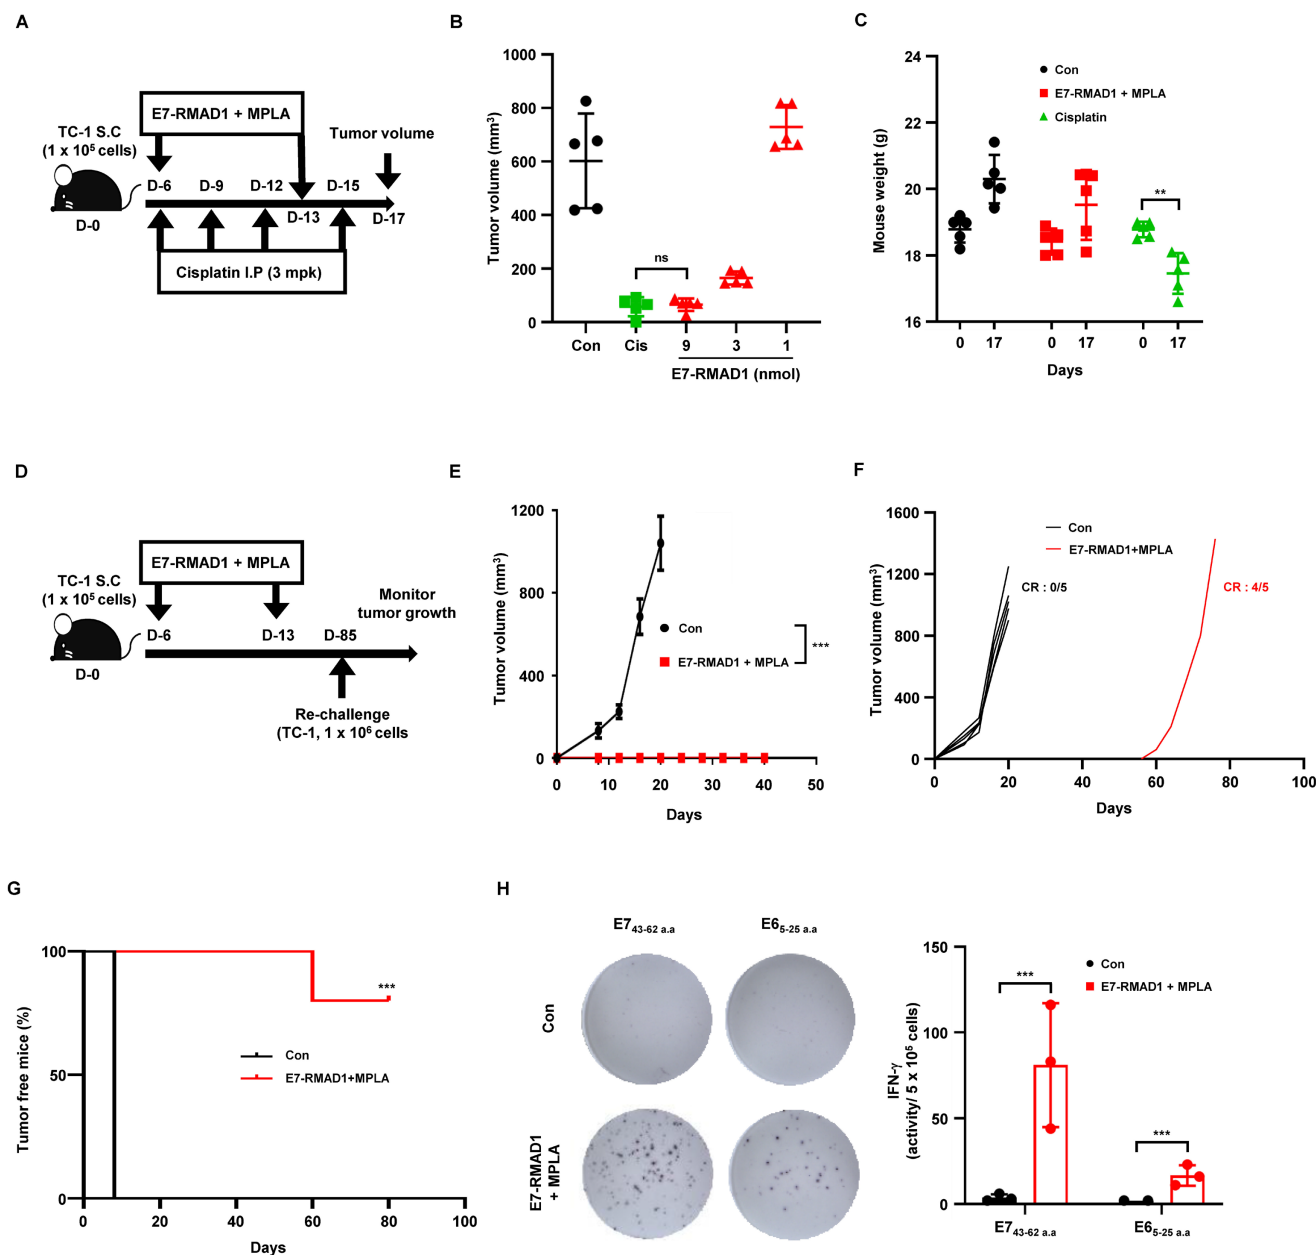 A
E7-RMAD1 + MPLA
TC-1 S.C
(1 x 10⁵ cells)
Tumor volume
D-6 D-9 D-12 D-15
D-0 D-13 D-17
Cisplatin I.P (3 mpk)
B
Tumor volume (mm³)
1000
800
600
400
200
0
ns
Con Cis 9 3 1
E7-RMAD1 (nmol)
C
Mouse weight (g)
24
22
20
18
16
Con
E7-RMAD1 + MPLA
Cisplatin
**
0 17 0 17 0 17
Days
D
E7-RMAD1 + MPLA
TC-1 S.C
(1 x 10⁵ cells)
Monitor
tumor growth
D-6 D-13 D-85
D-0
Re-challenge
(TC-1, 1 x 10⁶ cells
E
Tumor volume (mm³)
1200
800
400
0
Con
E7-RMAD1 + MPLA
***
0 10 20 30 40 50
Days
F
Tumor volume (mm³)
1600
1200
800
400
0
Con
E7-RMAD1+MPLA
CR : 0/5
CR : 4/5
0 20 40 60 80 100
Days
G
Tumor free mice (%)
100
50
0
***
Con
E7-RMAD1+MPLA
0 20 40 60 80 100
Days
H
E7₄₃₋₆₂ a.a E6₅₋₂₅ a.a
Con
E7-RMAD1
+ MPLA
IFN-γ
(activity/ 5 x 10⁵ cells)
150
100
50
0
Con
E7-RMAD1 + MPLA
***
***
E7₄₃₋₆₂ a.a E6₅₋₂₅ a.a